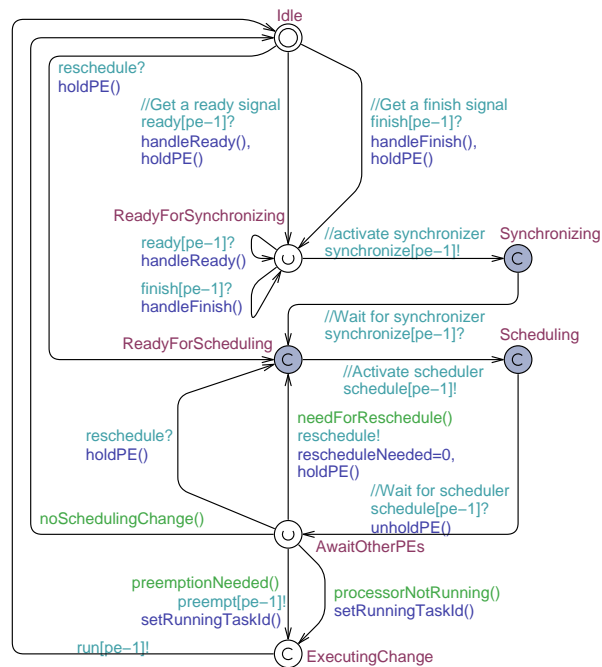 Idle
reschedule?
holdPE()
//Get a ready signal
ready[pe−1]?
handleReady(),
holdPE()
//Get a finish signal
finish[pe−1]?
handleFinish(),
holdPE()
ReadyForSynchronizing
ready[pe−1]?
handleReady()
finish[pe−1]?
handleFinish()
//activate synchronizer
synchronize[pe−1]!
Synchronizing
C
//Wait for synchronizer
synchronize[pe−1]?
ReadyForScheduling
C
//Activate scheduler
schedule[pe−1]!
Scheduling
C
reschedule?
holdPE()
needForReschedule()
reschedule!
rescheduleNeeded=0,
holdPE()
//Wait for
scheduler
schedule[pe−1]?
unholdPE()
noSchedulingChange()
AwaitOtherPEs
preemptionNeeded()
preempt[pe−1]!
setRunningTaskId()
processorNotRunning()
setRunningTaskId()
run[pe−1]!
C
ExecutingChange